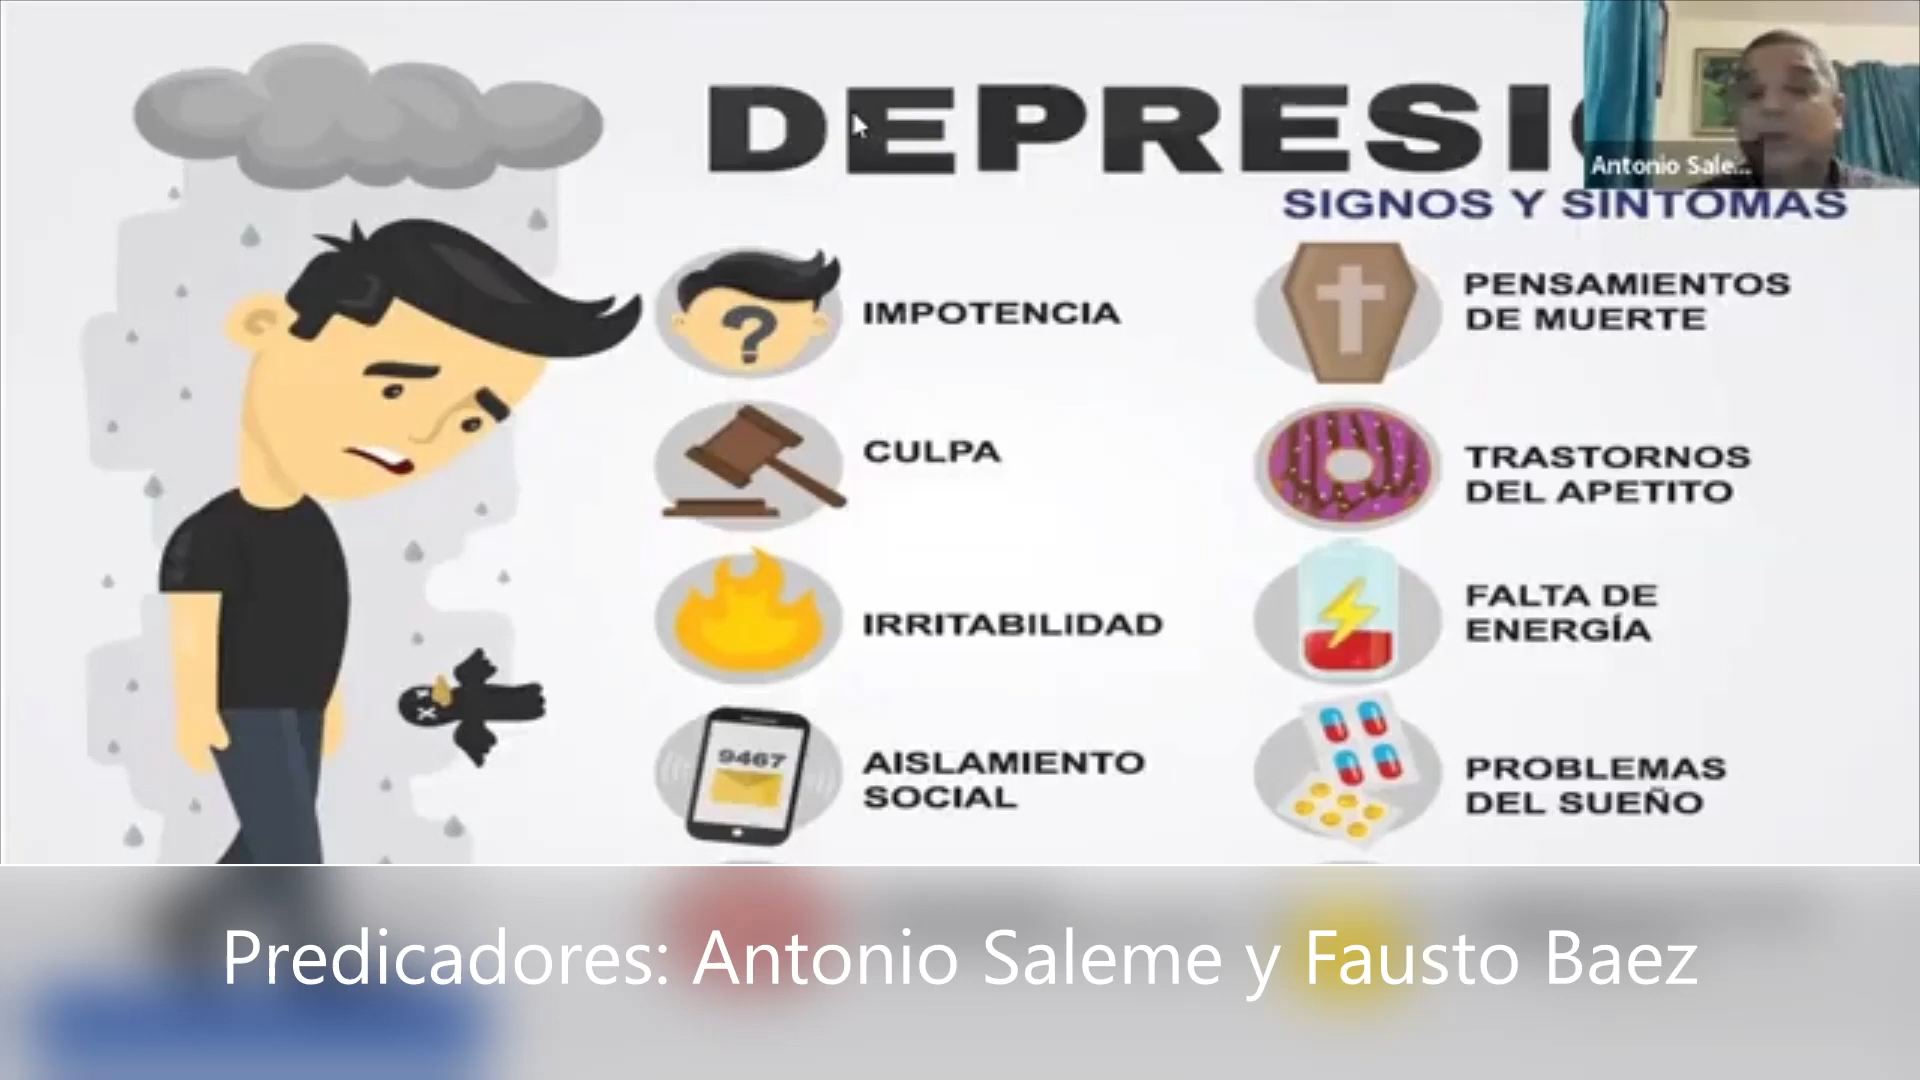 DEPRESI
Antonio Sale...
SIGNOS Y SÍNTOMAS
IMPOTENCIA
PENSAMIENTOS
DE MUERTE
CULPA
TRASTORNOS
DEL APETITO
IRRITABILIDAD
FALTA DE
ENERGÍA
9467
AISLAMIENTO
SOCIAL
PROBLEMAS
DEL SUEÑO
Predicadores: Antonio Saleme y Fausto Baez